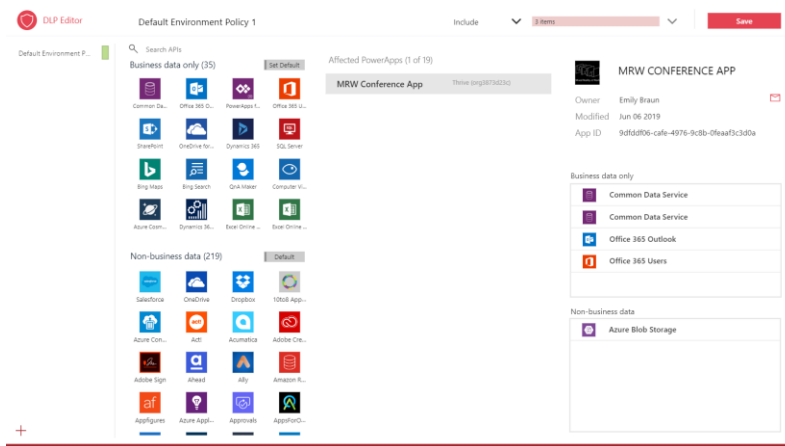 DLP Editor
Default Environment Policy 1
Include
3 items
Save
Default Environment P...
Search APIs
Business data only (35)
Set Default
Common Da...
Office 365 O...
PowerApps f...
Office 365 U...
SharePoint
OneDrive for...
Dynamics 365
SQL Server
Bing Maps
Bing Search
QnA Maker
Computer Vi...
Azure Cosm...
Dynamics 36...
Excel Online ...
Excel Online ...
Non-business data (219)
Default
Salesforce
OneDrive
Dropbox
10to8 App...
Azure Con...
Act!
Acumatica
Adobe Cre...
Adobe Sign
Ahead
Ally
Amazon R...
Appfigures
Azure Appl...
Approvals
AppsForO...
Affected PowerApps (1 of 19)
MRW Conference App
Thrive (org3973d23c)
MRW CONFERENCE APP
Owner Emily Braun
Modified Jun 06 2019
App ID 9dfddf06-cafe-4976-9c8b-0feaaf3c3d0a
Business data only
Common Data Service
Common Data Service
Office 365 Outlook
Office 365 Users
Non-business data
Azure Blob Storage